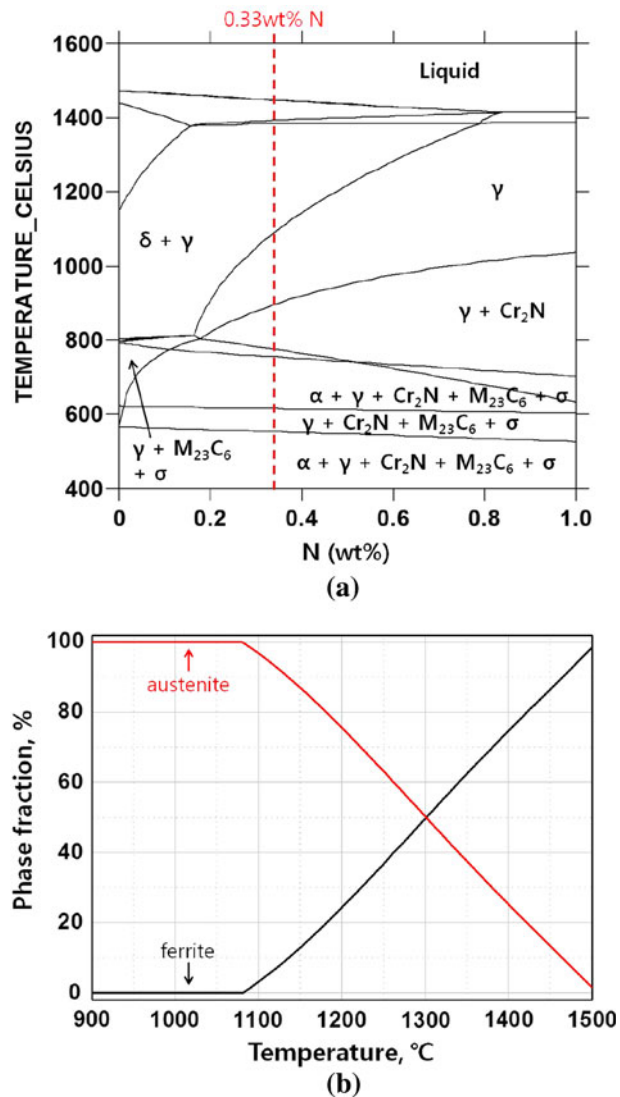 0.33wt% N
1600
Liquid
1400
1200
γ
δ + γ
1000
γ + Cr₂N
800
α + γ + Cr₂N + M₂₃C₆ + σ
600
γ + Cr₂N + M₂₃C₆ + σ
γ + M₂₃C₆
+ σ
α + γ + Cr₂N + M₂₃C₆ + σ
400
TEMPERATURE_CELSIUS
0 0.2 0.4 0.6 0.8 1.0
N (wt%)
(a)
100
austenite
80
60
40
20
ferrite
0
Phase fraction, %
900 1000 1100 1200 1300 1400 1500
Temperature, °C
(b)